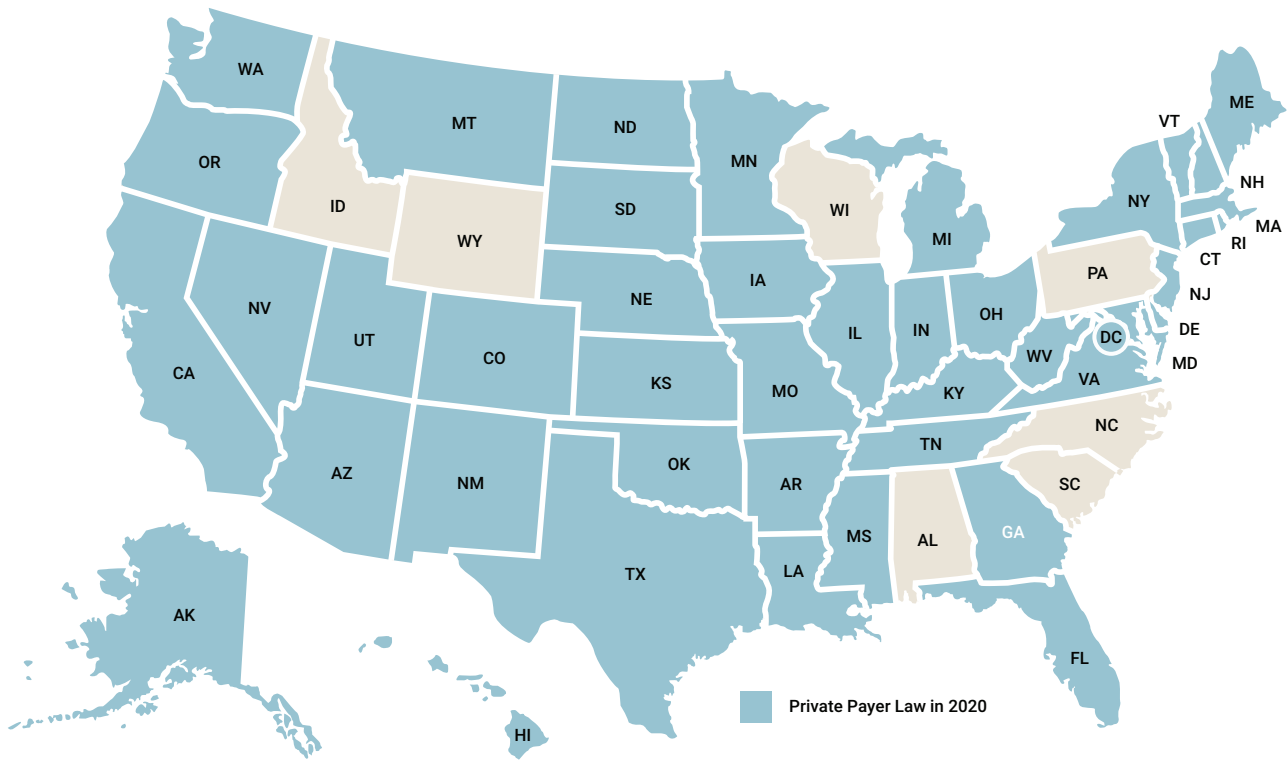 WA
MT
ND
MN
OR
ID
WY
SD
WI
MI
VT
ME
NH
NY
MA
RI
CT
NV
UT
CO
NE
IA
IL
IN
OH
PA
NJ
DE
MD
DC
WV
VA
CA
KS
MO
KY
AZ
NM
OK
AR
TN
NC
SC
TX
LA
MS
AL
GA
FL
AK
HI
Private Payer Law in 2020